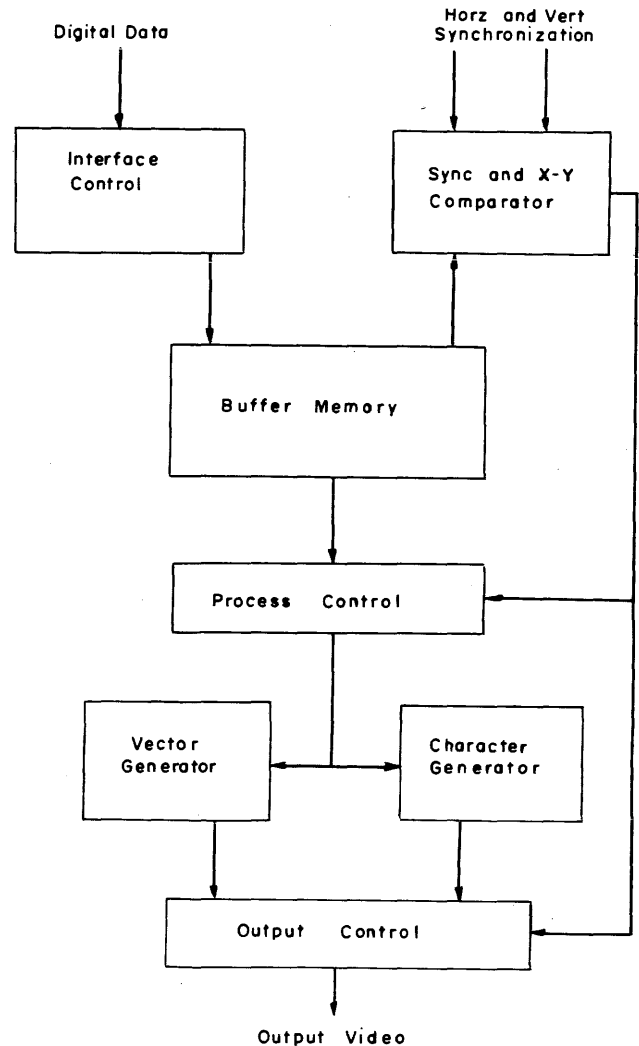 Digital Data
Horz and Vert
Synchronization
Interface
Control
Sync and X-Y
Comparator
Buffer Memory
Process Control
Vector
Generator
Character
Generator
Output Control
Output Video